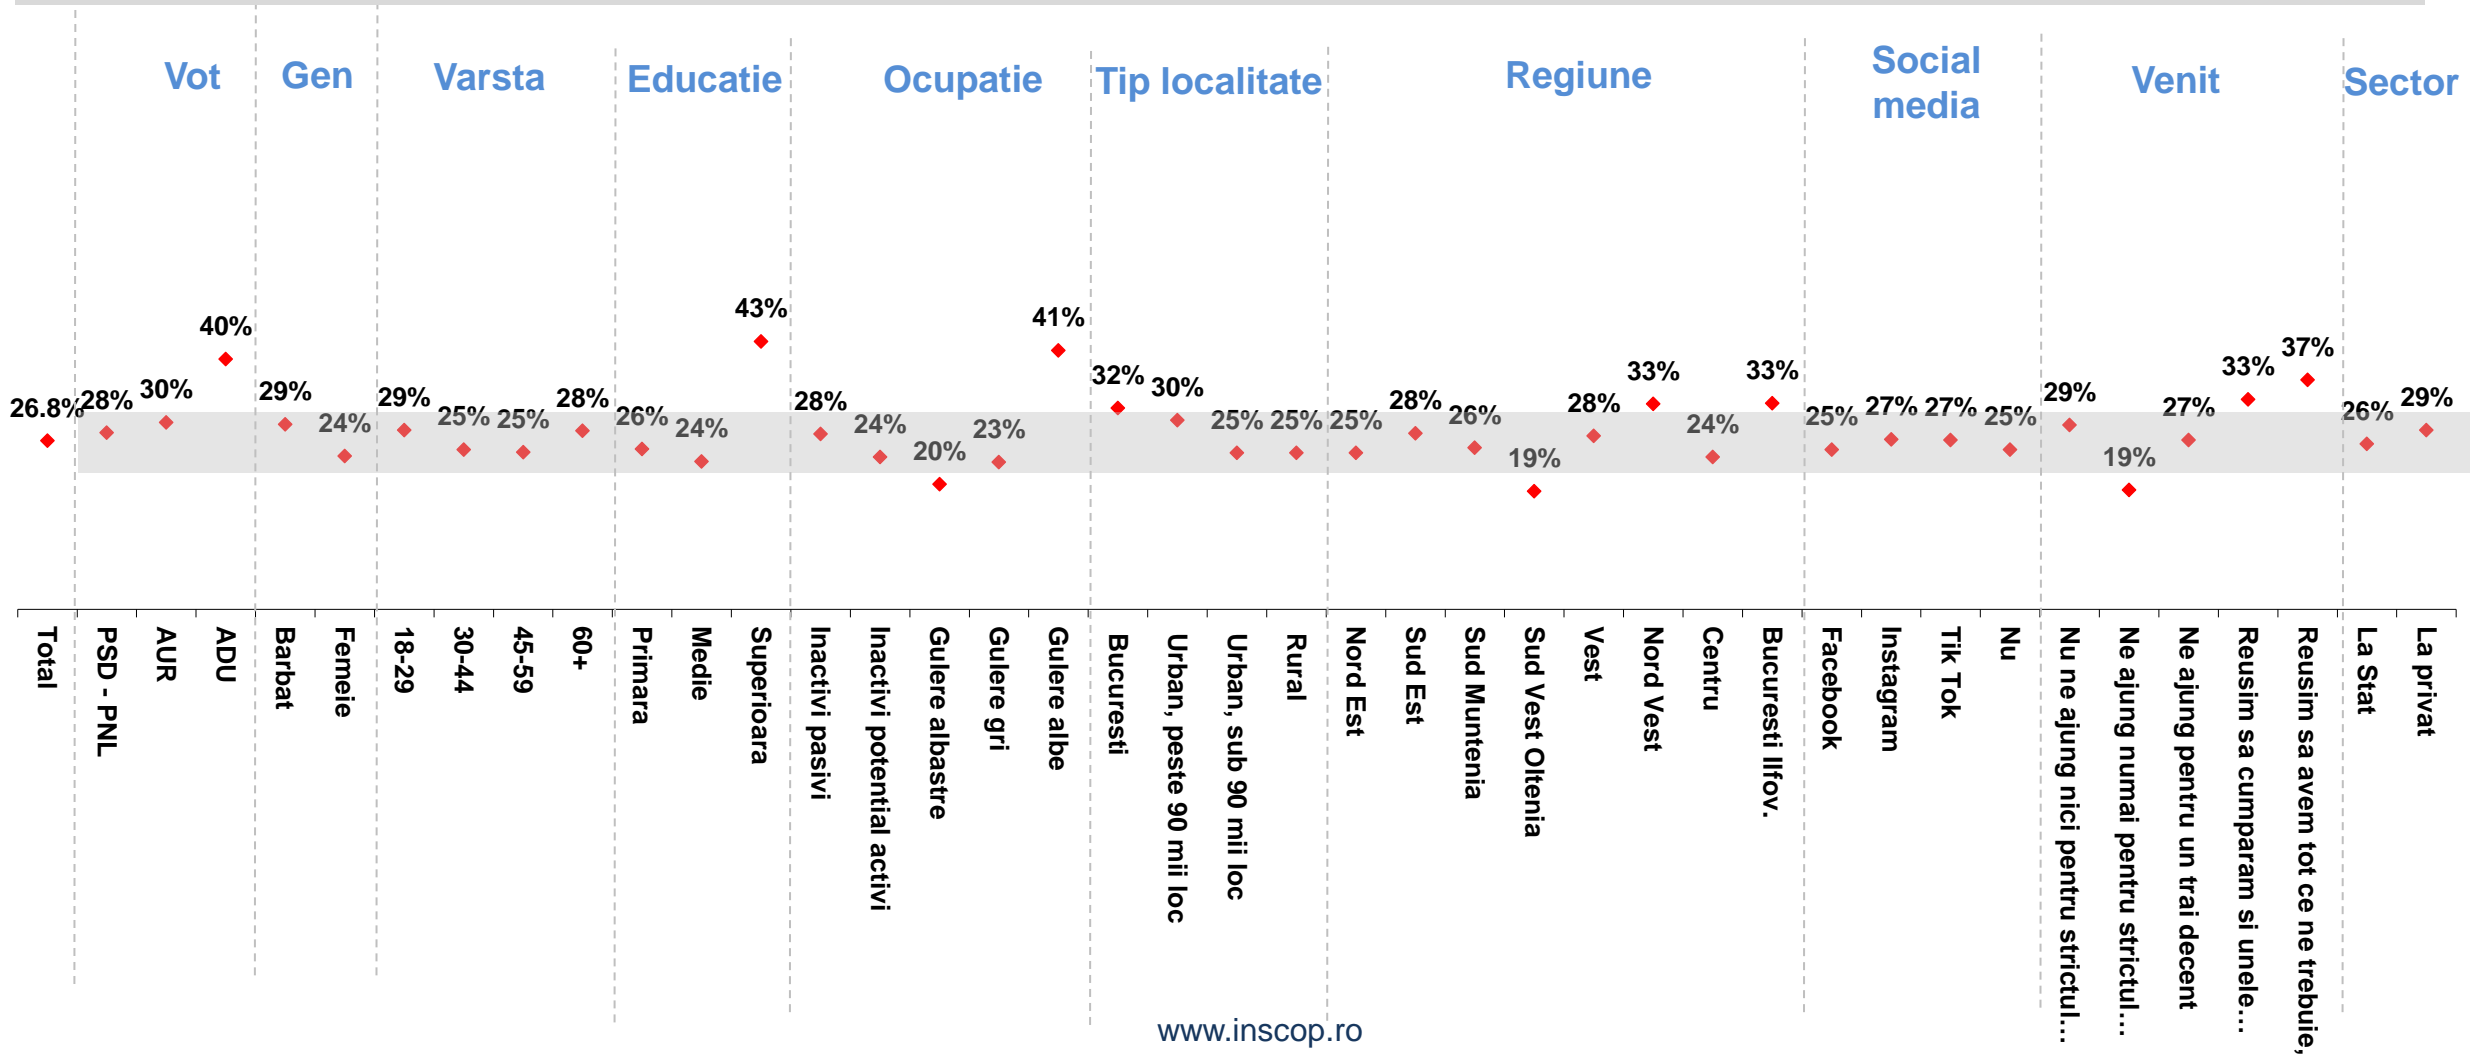 Vot
Gen
Varsta
Educatie
Ocupatie
Tip localitate
Regiune
Social
media
Venit
Sector
26.8%
28%
30%
40%
29%
24%
29%
25%
25%
28%
26%
24%
43%
28%
24%
20%
23%
41%
32%
30%
25%
25%
25%
28%
26%
19%
28%
33%
24%
33%
25%
27%
27%
25%
29%
19%
27%
33%
37%
26%
29%
Total
PSD - PNL
AUR
ADU
Barbat
Femeie
18-29
30-44
45-59
60+
Primara
Medie
Superioara
Inactivi pasivi
Inactivi potential activi
Gulere albastre
Gulere gri
Gulere albe
Bucuresti
Urban, peste 90 mii loc
Urban, sub 90 mii loc
Rural
Nord Est
Sud Est
Sud Muntenia
Sud Vest Oltenia
Vest
Nord Vest
Centru
Bucuresti Ilfov.
Facebook
Instagram
Tik Tok
Nu
Nu ne ajung nici pentru strictul…
Ne ajung numai pentru strictul…
Ne ajung pentru un trai decent
Reusim sa cumparam si unele…
Reusim sa avem tot ce ne trebuie,
La Stat
La privat
www.inscop.ro